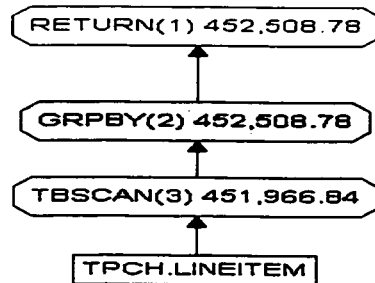 RETURN(1) 452,508.78
GRPBY(2) 452,508.78
TBSCAN(3) 451,966.84
TPCH.LINEITEM